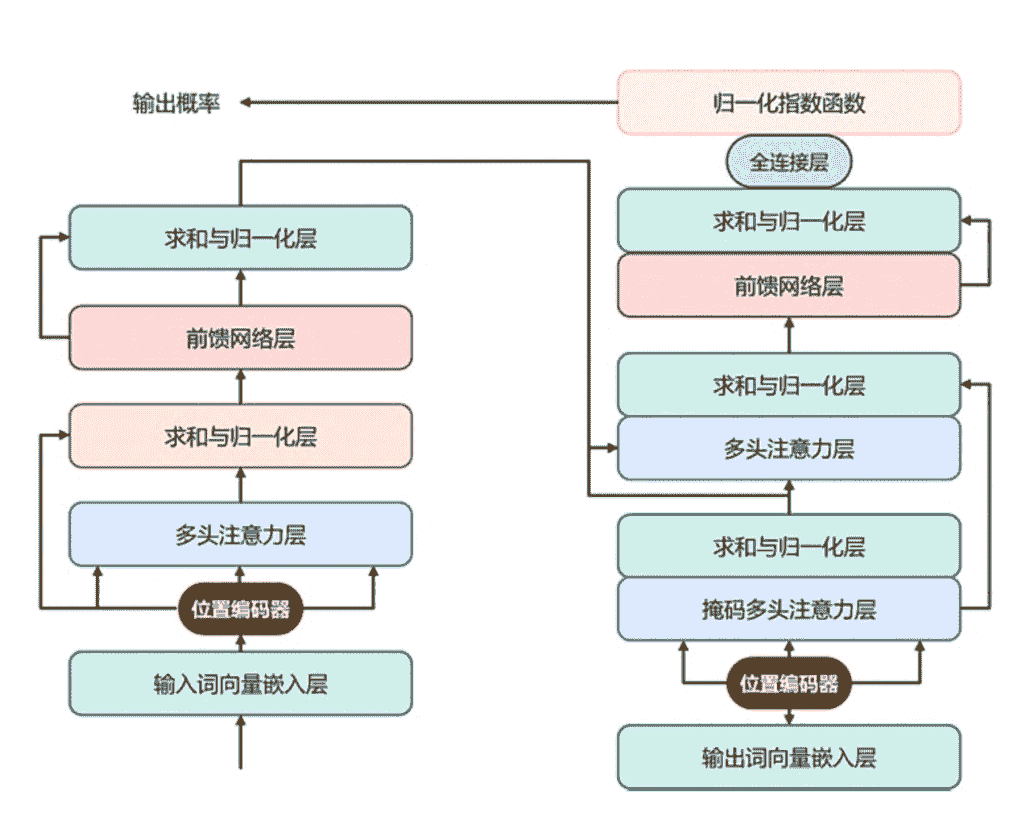 输出概率
归一化指数函数
全连接层
求和与归一化层
前馈网络层
求和与归一化层
多头注意力层
求和与归一化层
掩码多头注意力层
位置编码器
输出词向量嵌入层
求和与归一化层
前馈网络层
求和与归一化层
多头注意力层
位置编码器
输入词向量嵌入层